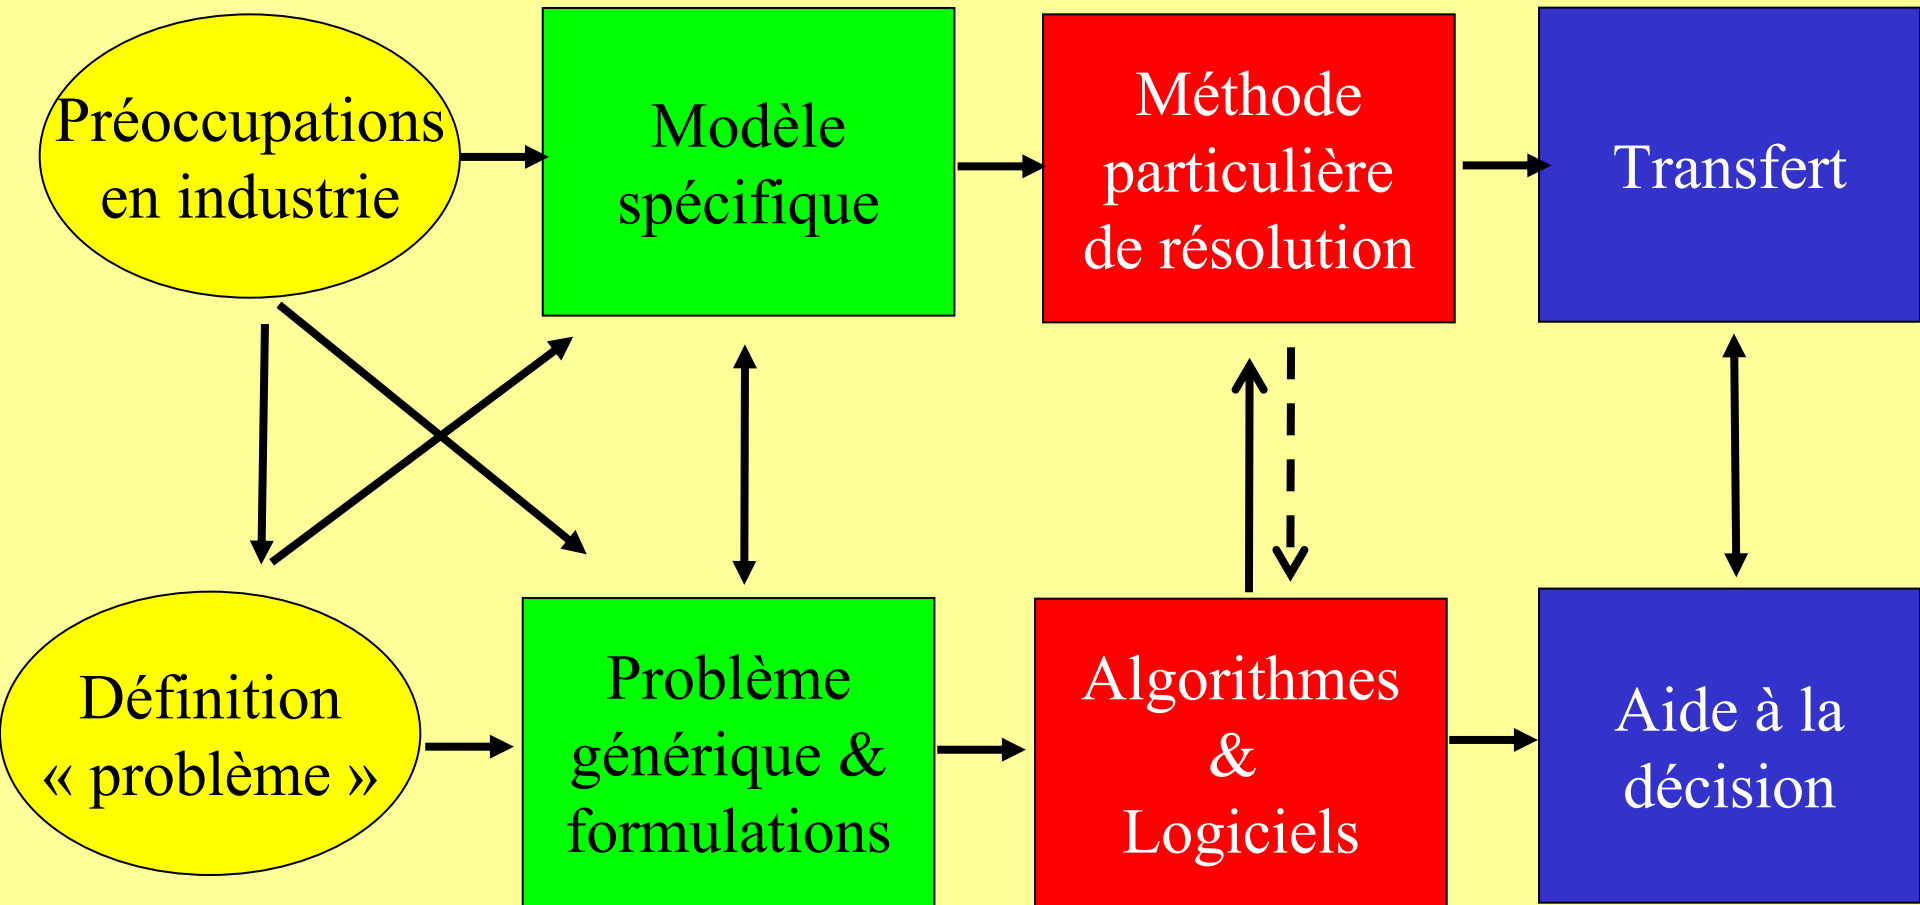 Préoccupations
en industrie
Modèle
spécifique
Méthode
particulière
de résolution
Transfert
Définition
« problème »
Problème
générique &
formulations
Algorithmes
&
Logiciels
Aide à la
décision